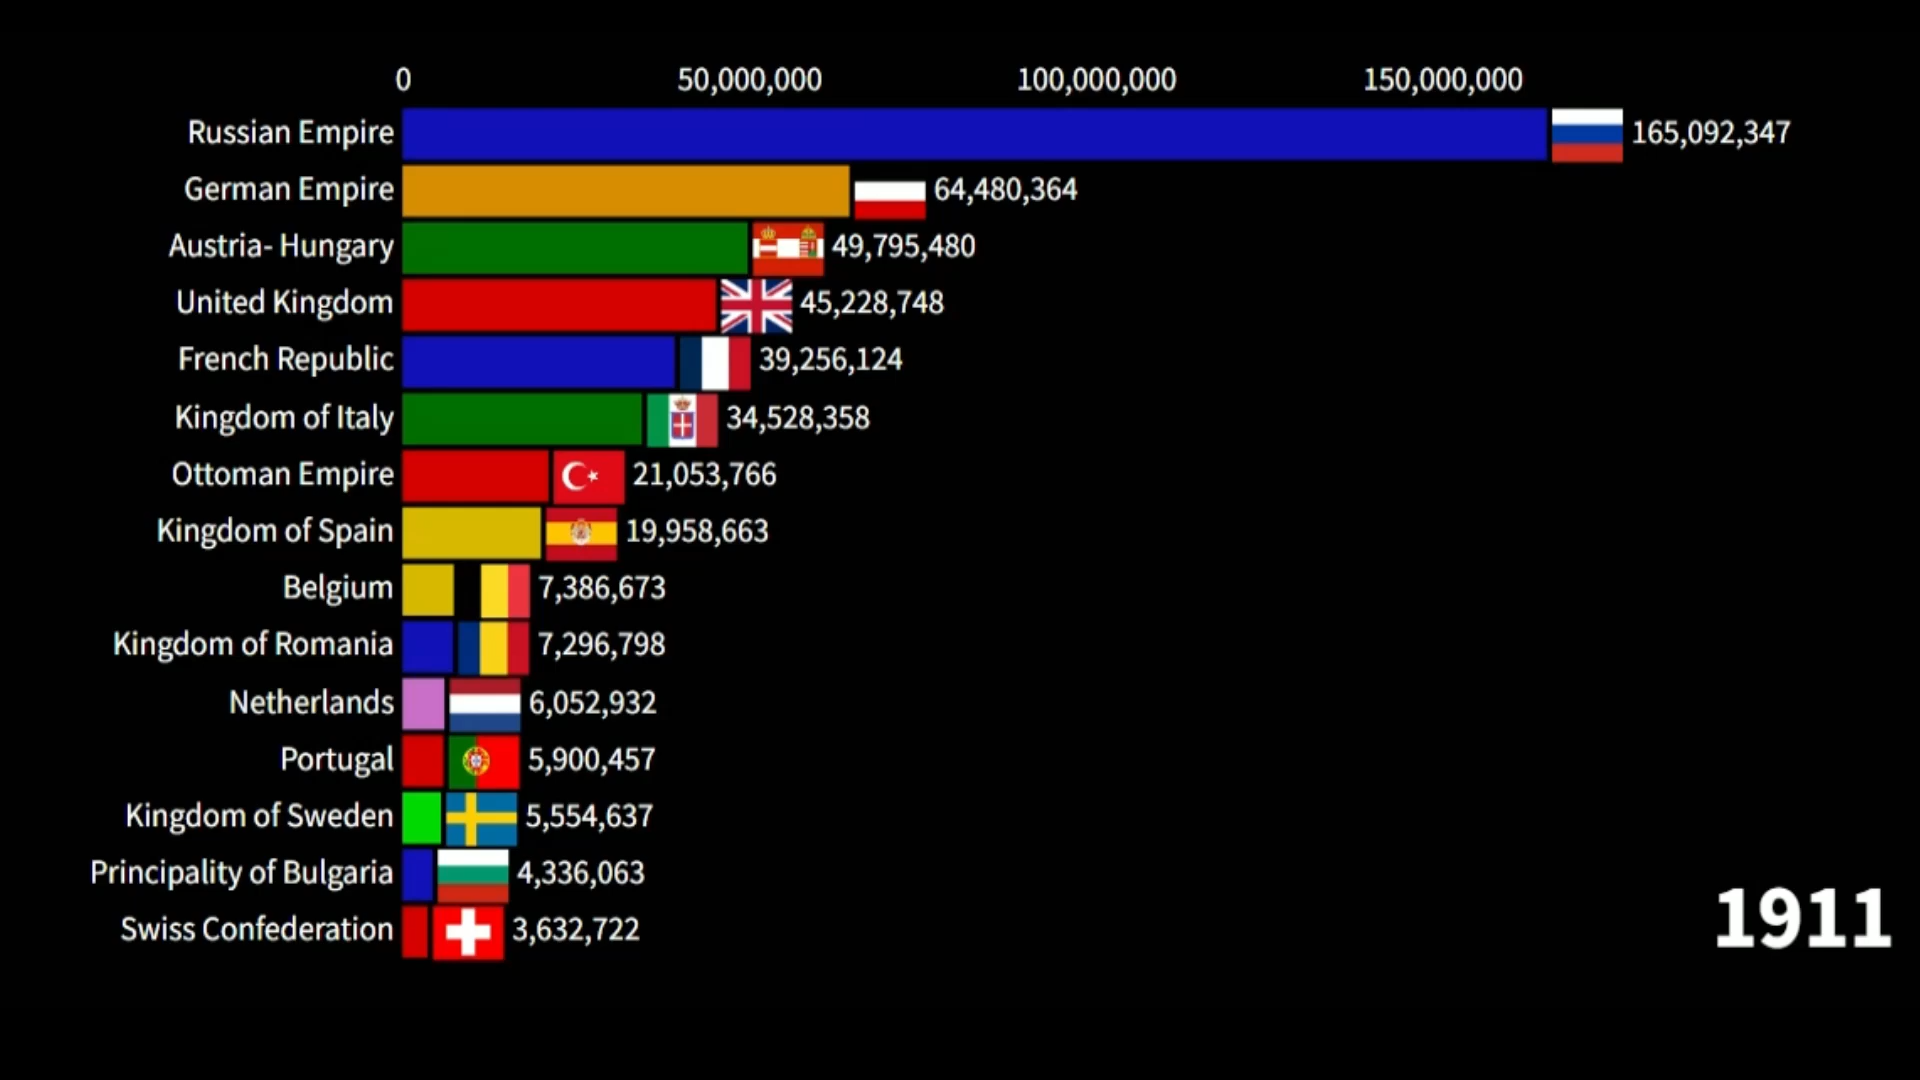 0 50,000,000 100,000,000 150,000,000
Russian Empire 165,092,347
German Empire 64,480,364
Austria- Hungary 49,795,480
United Kingdom 45,228,748
French Republic 39,256,124
Kingdom of Italy 34,528,358
Ottoman Empire 21,053,766
Kingdom of Spain 19,958,663
Belgium 7,386,673
Kingdom of Romania 7,296,798
Netherlands 6,052,932
Portugal 5,900,457
Kingdom of Sweden 5,554,637
Principality of Bulgaria 4,336,063
Swiss Confederation 3,632,722
1911